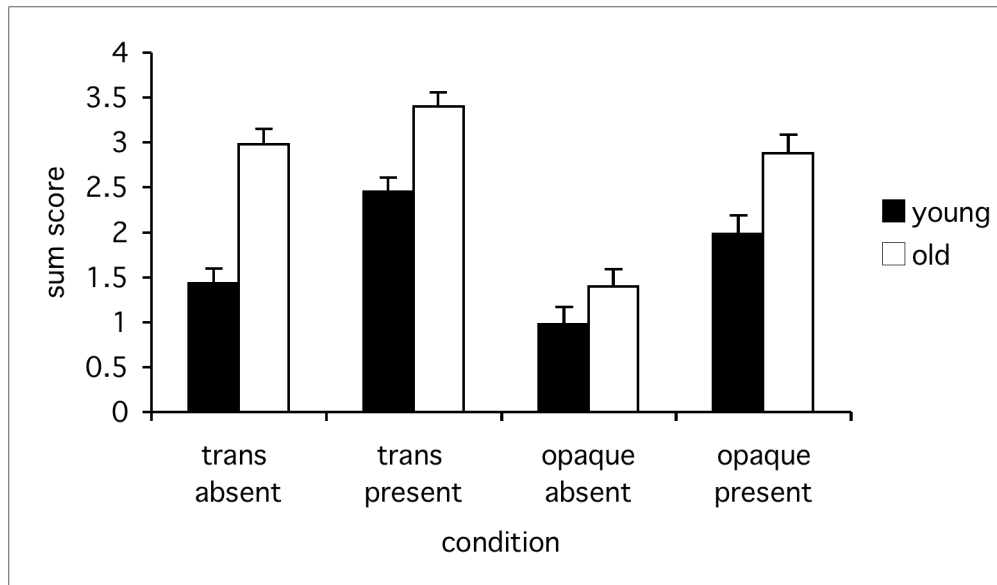 4
3.5
3
2.5
2
1.5
1
0.5
0
sum score
trans absent
trans present
opaque absent
opaque present
condition
young
old